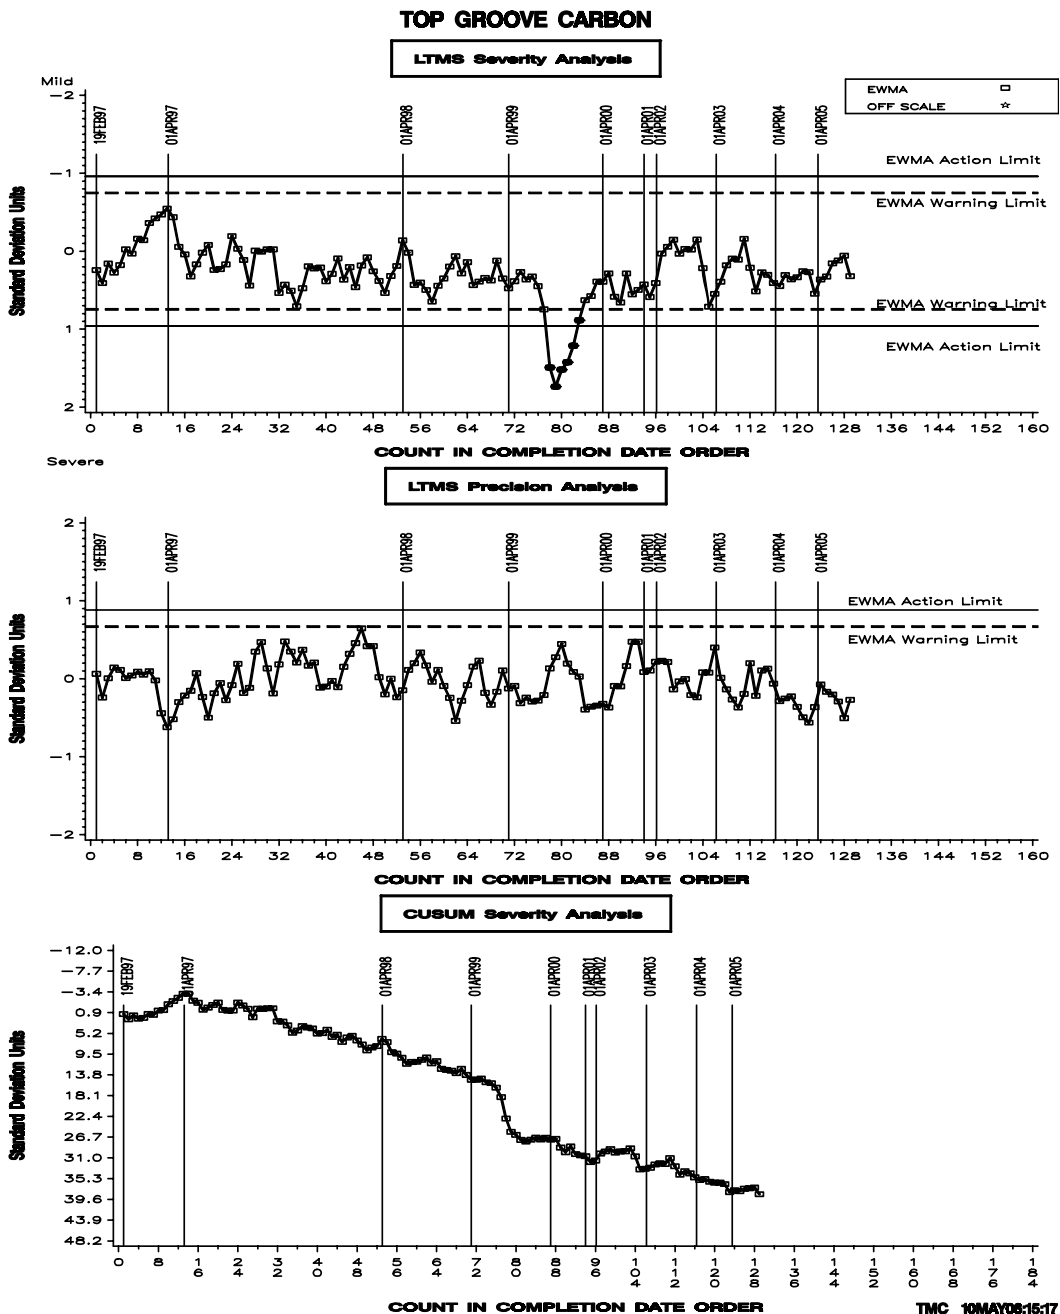 TOP GROOVE CARBON
LTMS Severity Analysis
Mild
EWMA
OFF SCALE
19FEB97 01APR97 01APR98 01APR99 01APR00 01APR01 01APR02 01APR03 01APR04 01APR05
Standard Deviation Units
-2
-1
0
1
2
EWMA Action Limit
EWMA Warning Limit
EWMA Warning Limit
EWMA Action Limit
0 8 16 24 32 40 48 56 64 72 80 88 96 104 112 120 128 136 144 152 160
COUNT IN COMPLETION DATE ORDER
Severe
LTMS Precision Analysis
19FEB97 01APR97 01APR98 01APR99 01APR00 01APR01 01APR02 01APR03 01APR04 01APR05
Standard Deviation Units
2
1
0
-1
-2
EWMA Action Limit
EWMA Warning Limit
0 8 16 24 32 40 48 56 64 72 80 88 96 104 112 120 128 136 144 152 160
COUNT IN COMPLETION DATE ORDER
CUSUM Severity Analysis
19FEB97 01APR97 01APR98 01APR99 01APR00 01APR01 01APR02 01APR03 01APR04 01APR05
Standard Deviation Units
-12.0
-7.7
-3.4
0.9
5.2
9.5
13.8
18.1
22.4
26.7
31.0
35.3
39.6
43.9
48.2
0 8 16 24 32 40 48 56 64 72 80 88 96 104 112 120 128 136 144 152 160 168 176 184
COUNT IN COMPLETION DATE ORDER
TMC 10MAY06:15:17